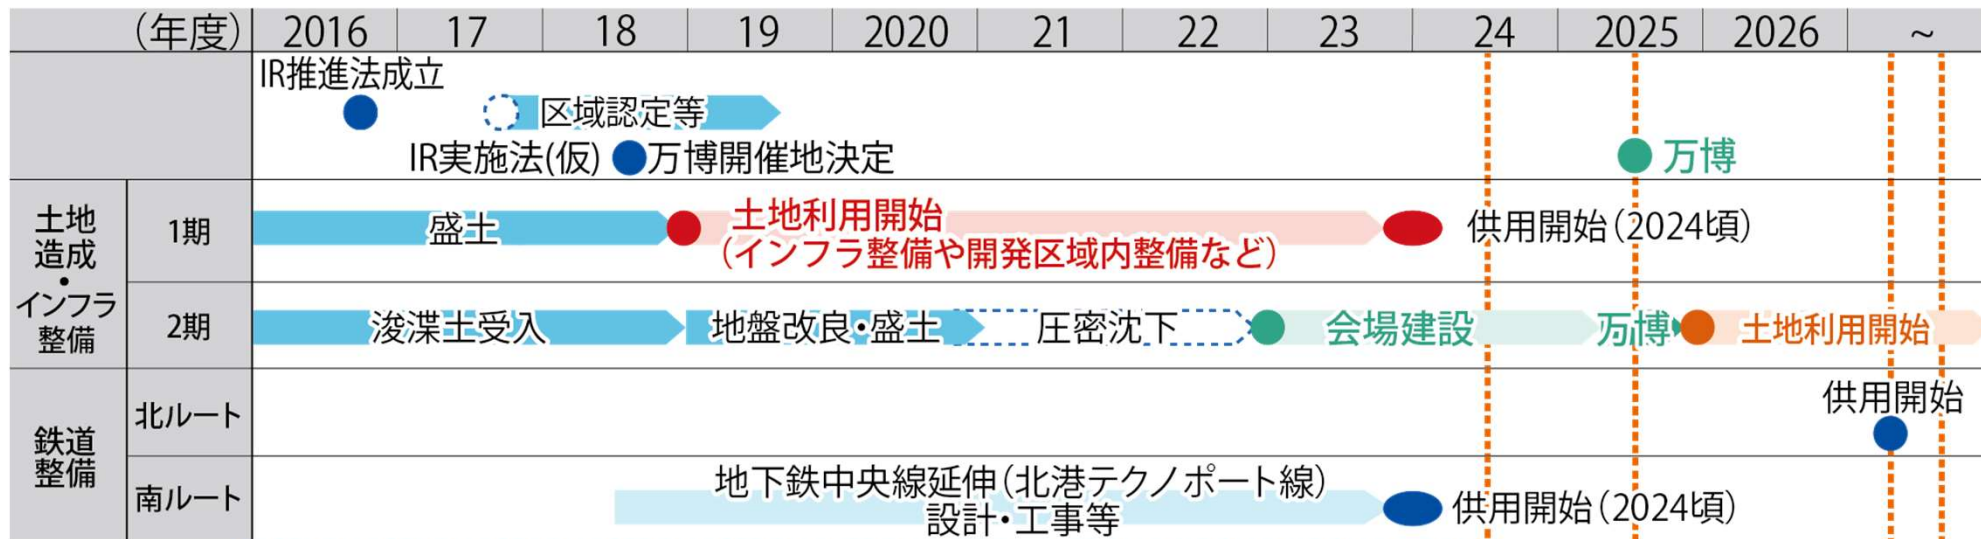 (年度) 2016 17 18 19 2020 21 22 23 24 2025 2026 ~
IR推進法成立
区域認定等
IR実施法(仮) 万博開催地決定 万博
土地
造成
・
インフラ
整備
1期
盛土
土地利用開始
(インフラ整備や開発区域内整備など)
供用開始(2024頃)
2期
浚渫土受入 地盤改良・盛土 圧密沈下 会場建設 万博 土地利用開始
鉄道
整備
北ルート
供用開始
南ルート
地下鉄中央線延伸(北港テクノポート線)
設計・工事等
供用開始(2024頃)